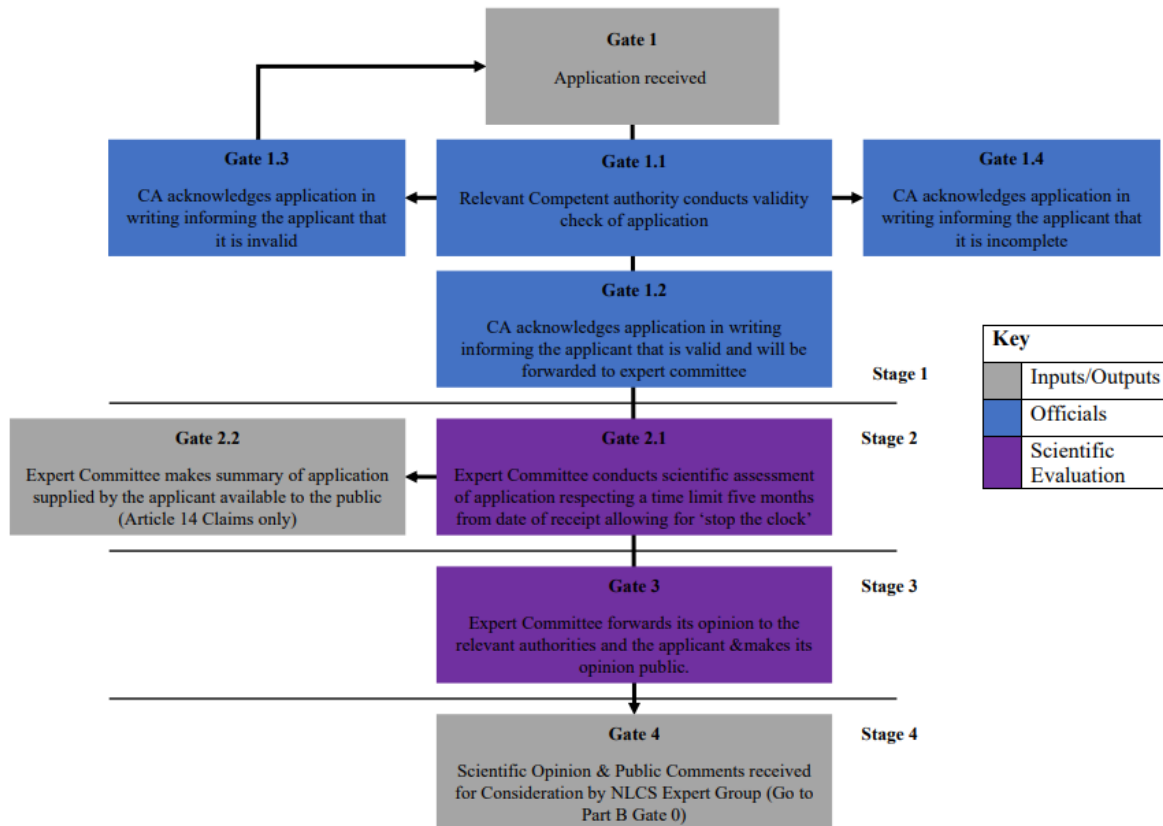 Gate 1
Application received
Gate 1.3
CA acknowledges application in
writing informing the applicant that
it is invalid
Gate 1.1
Relevant Competent authority conducts validity
check of application
Gate 1.4
CA acknowledges application in
writing informing the applicant that
it is incomplete
Gate 1.2
CA acknowledges application in writing
informing the applicant that is valid and will be
forwarded to expert committee
Stage 1
Key
Inputs/Outputs
Officials
Scientific
Evaluation
Gate 2.2
Expert Committee makes summary of application
supplied by the applicant available to the public
(Article 14 Claims only)
Gate 2.1
Expert Committee conducts scientific assessment
of application respecting a time limit five months
from date of receipt allowing for ‘stop the clock’
Stage 2
Gate 3
Expert Committee forwards its opinion to the
relevant authorities and the applicant &makes its
opinion public.
Stage 3
Gate 4
Scientific Opinion & Public Comments received
for Consideration by NLCS Expert Group (Go to
Part B Gate 0)
Stage 4